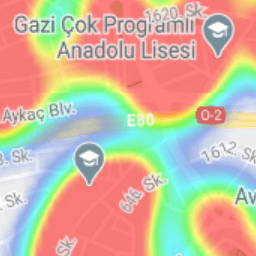 1620. Sk.
Gazi Çok Programlı
Anadolu Lisesi
Aykaç Blv.
E80
O-2
3. Sk.
1612. Sk.
Sk.
646. Sk.
Av
Sk.